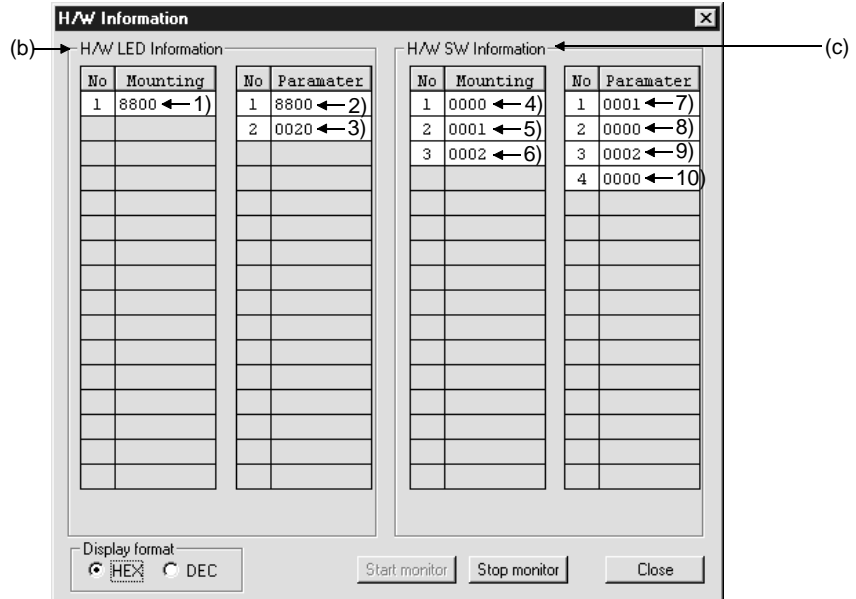 H/W Information
(b)
H/W LED Information
H/W SW Information
(c)
No Mounting No Paramater No Mounting No Paramater
1 8800 1) 1 8800 2) 1 0000 4) 1 0001 7)
2 0020 3) 2 0001 5) 2 0000 8)
3 0002 6) 3 0002 9)
4 0000 10)
Display format
HEX DEC Start monitor Stop monitor Close